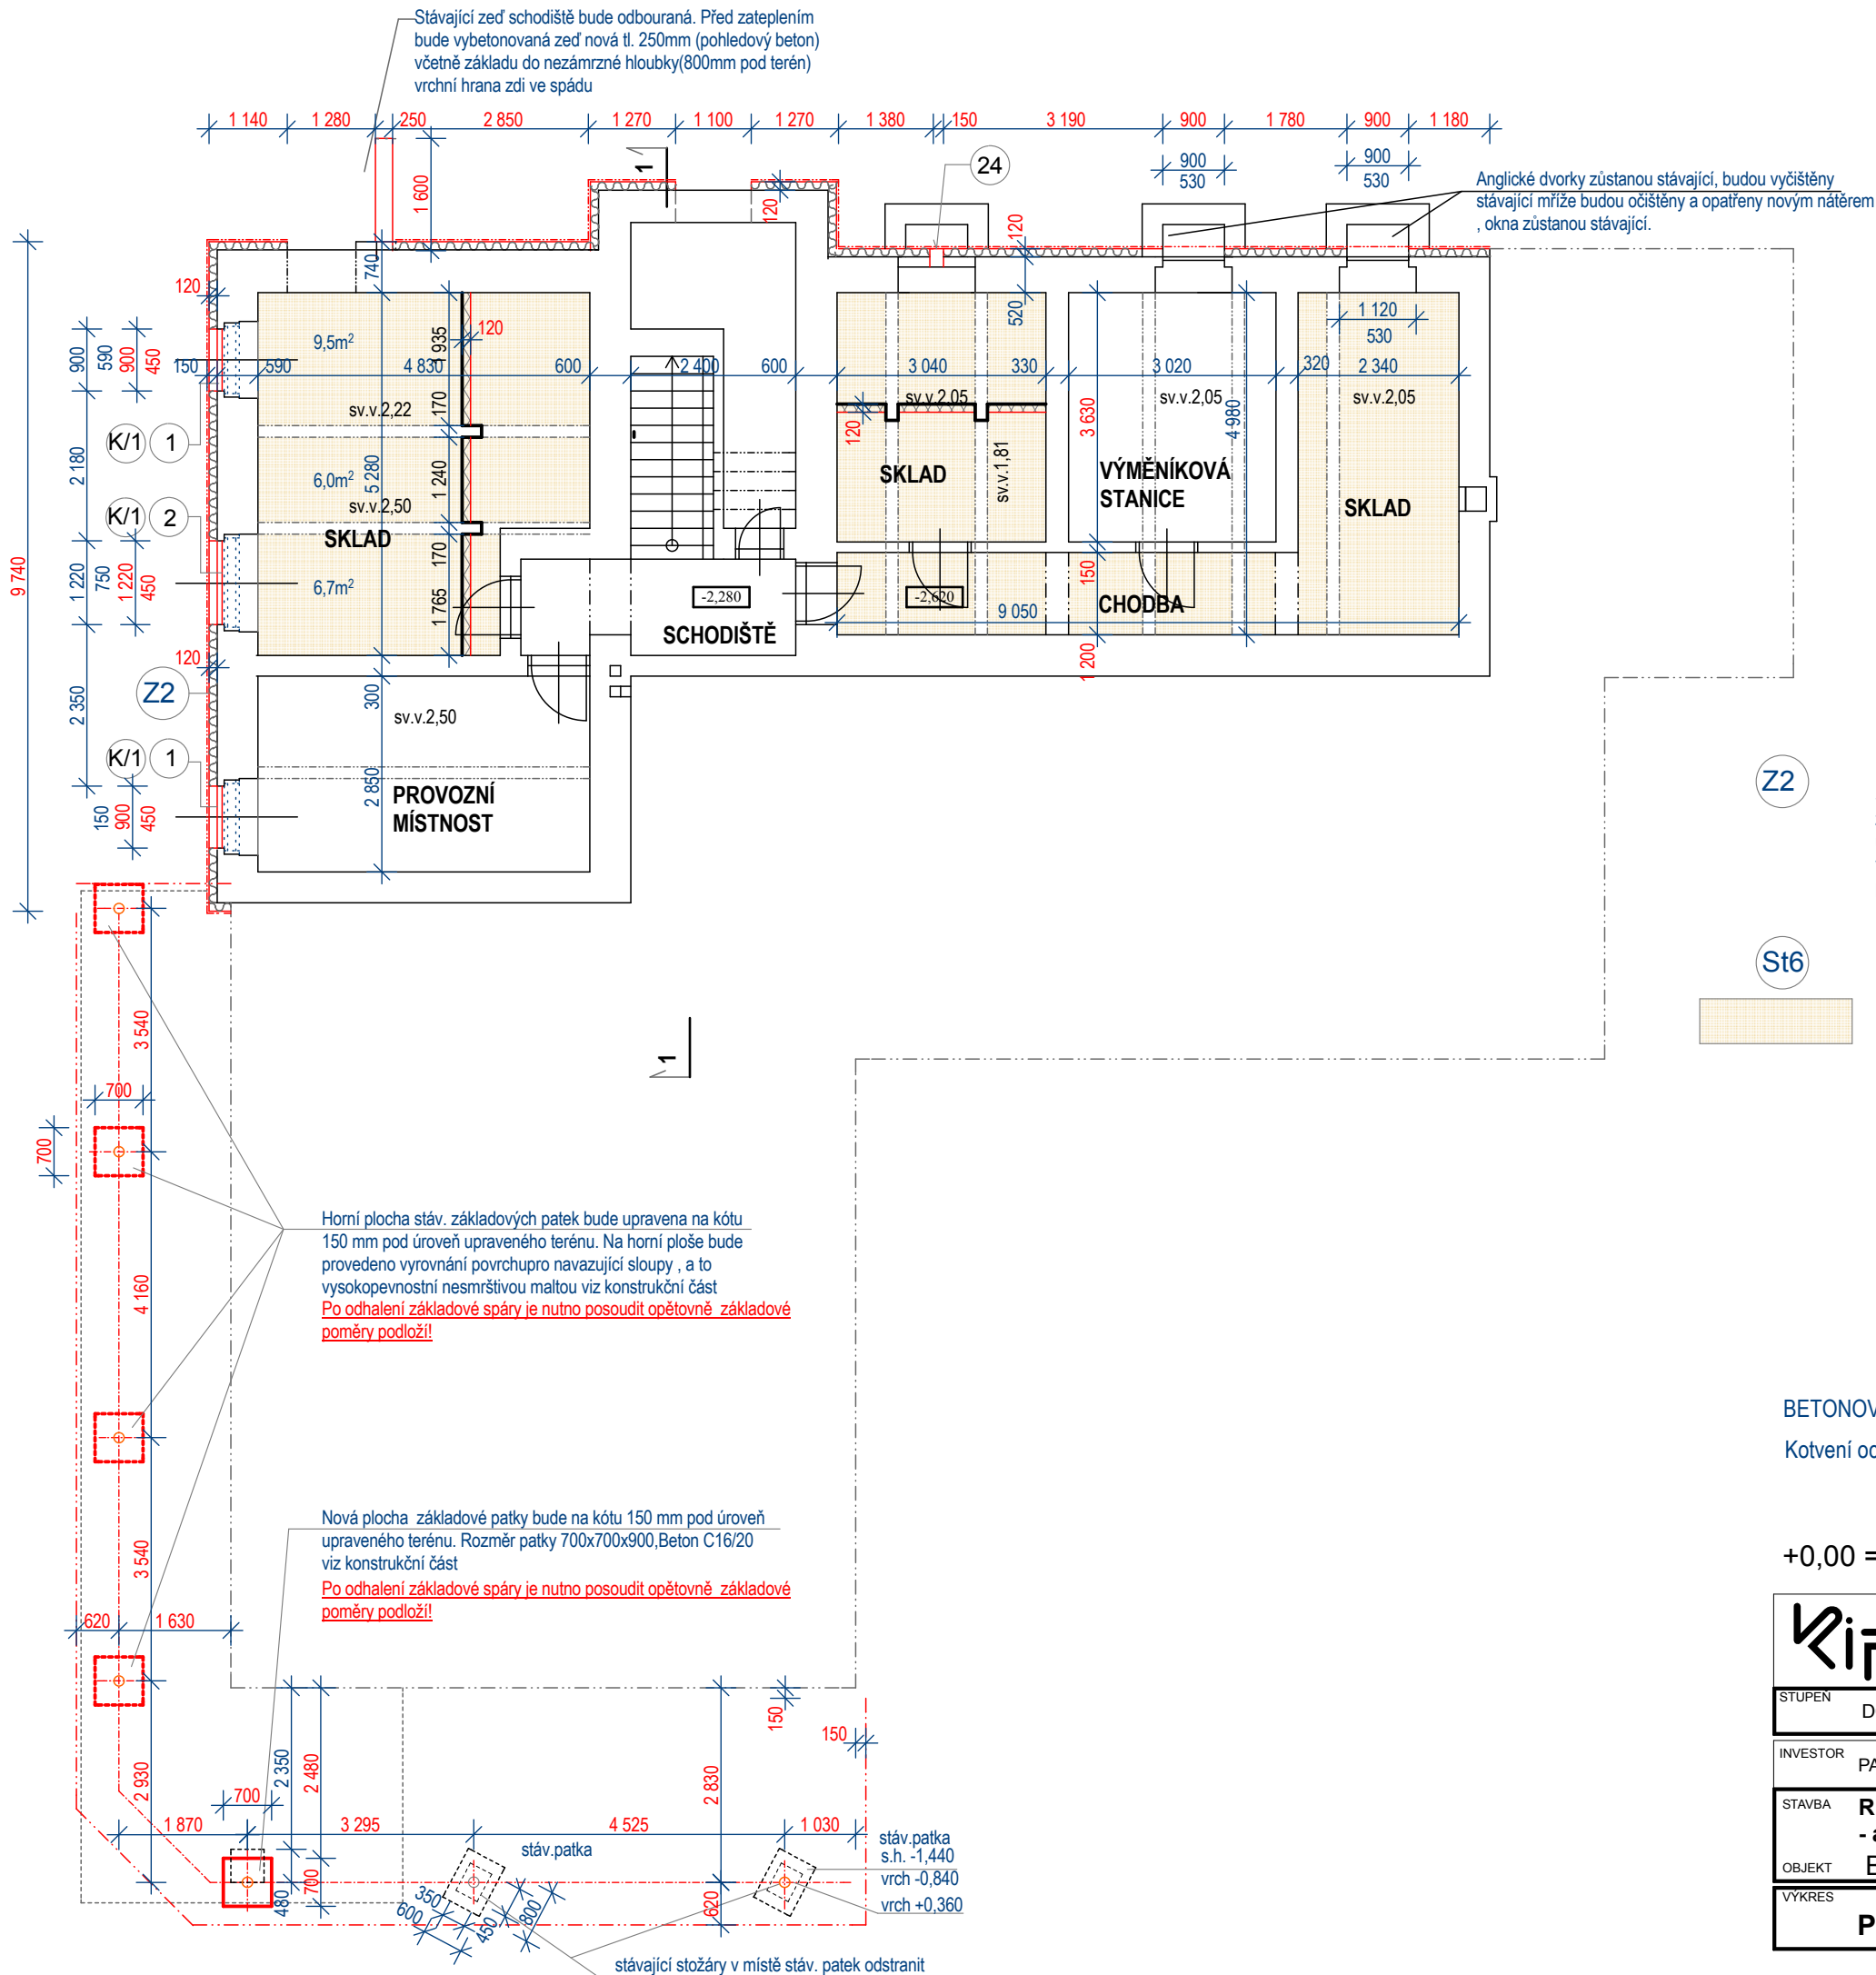 Stávající zeď schodiště bude odbouraná. Před zateplením
bude vybetonovaná zeď nová tl. 250mm (pohledový beton)
včetně základu do nezámrzné hloubky(800mm pod terén)
vrchní hrana zdi ve spádu
1 140 1 280 250 2 850 1 270 1 100 1 270 1 380 150 3 190 900 1 780 900 1 180
900 900
530 530
1
24
1 600
120
120
Anglické dvorky zůstanou stávající, budou vyčištěny
stávající mříže budou očištěny a opatřeny novým nátěrem
, okna zůstanou stávající.
740
120
520
9,5m²
1 935
120
1 120
530
900 590 900 450
150 590 4 830 600 2 400 600 3 040 330 3 020 320 2 340
sv.v.2,22
170
sv.v.2,05
sv.v.2,05
sv.v.2,05
120
3 630
4 980
K/1 1
2 180
6,0m²
5 280
1 240
sv.v.2,50
SKLAD
SKLAD
sv.v.1,81
VÝMĚNÍKOVÁ
STANICE
SKLAD
K/1 2
9 740
1 220 750 1 220 450
6,7m²
170
1 765
-2,280
SCHODIŠTĚ
-2,620
150
CHODBA
9 050
1 200
120
Z2
2 350
300
sv.v.2,50
K/1 1
150 900 450
2 850
PROVOZNÍ
MÍSTNOST
Z2
St6
3 540
1
700
700
Horní plocha stáv. základových patek bude upravena na kótu
150 mm pod úroveň upraveného terénu. Na horní ploše bude
provedeno vyrovnání povrchupro navazující sloupy , a to
vysokopevnostní nesmrštivou maltou viz konstrukční část
Po odhalení základové spáry je nutno posoudit opětovně základové
poměry podloží!
4 160
BETONOV
Kotvení oc
Nová plocha základové patky bude na kótu 150 mm pod úroveň
upraveného terénu. Rozměr patky 700x700x900,Beton C16/20
viz konstrukční část
Po odhalení základové spáry je nutno posoudit opětovně základové
poměry podloží!
3 540
+0,00 =
620 1 630
STUPEŇ D
INVESTOR PA
STAVBA R
- a
OBJEKT E
VÝKRES
P
2 930
2 350
2 480
2 830
150
150
700
1 870 3 295 4 525 1 030
stáv.patka
stáv.patka
s.h. -1,440
vrch -0,840
vrch +0,360
480
700
350
600
450
800
620
stávající stožáry v místě stáv. patek odstranit